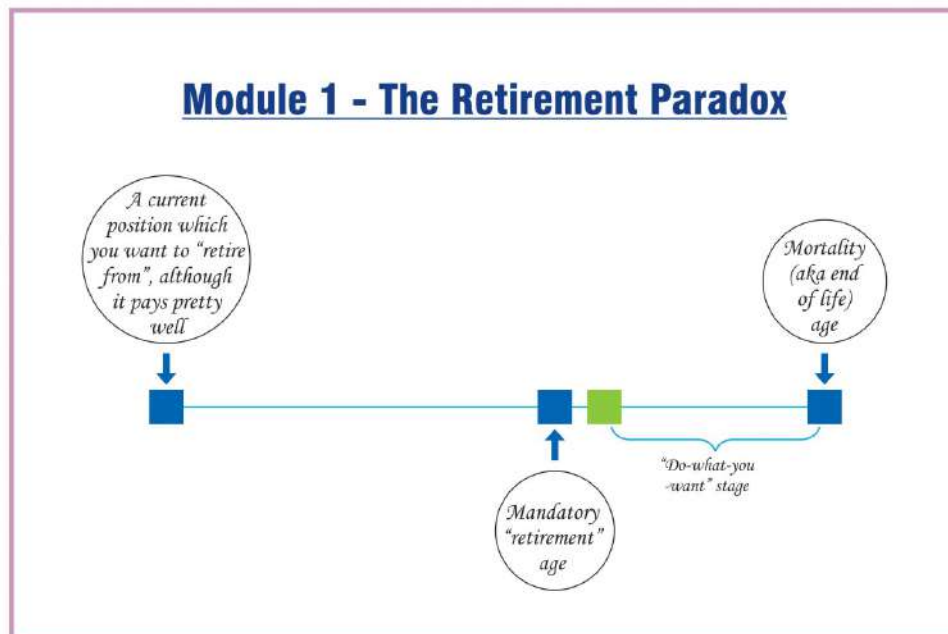 Module 1 - The Retirement Paradox
A current
position which
you want to “retire
from”, although
it pays pretty
well
Mortality
(aka end
of life)
age
“Do-what-you
-want” stage
Mandatory
“retirement”
age